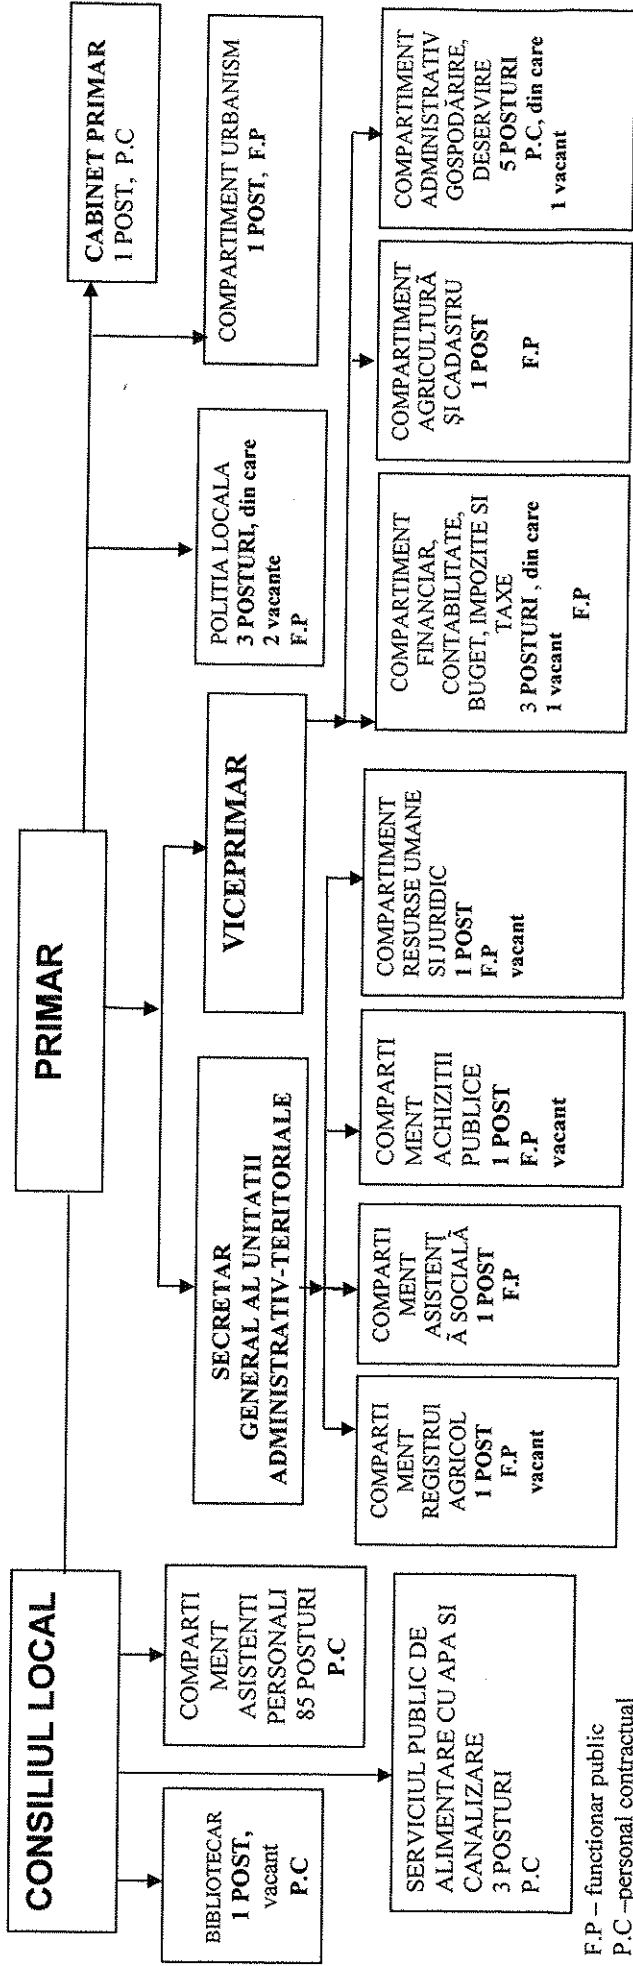 CONSILIUL LOCAL
PRIMAR
CABINET PRIMAR
1 POST, P.C
BIBLIOTECAR
1 POST,
vacant
P.C
COMPARTI
MENT
ASISTENTI
PERSONALI
85 POSTURI
P.C
SECRETAR
GENERAL AL UNITATII
ADMINISTRATIV-TERITORIALE
VICEPRIMAR
POLITIA LOCALA
3 POSTURI, din care
2 vacante
F.P
COMPARTIMENT URBANISM
1 POST, F.P
SERVICIUL PUBLIC DE
ALIMENTARE CU APA SI
CANALIZARE
3 POSTURI
P.C
COMPARTI
MENT
REGISTRUl
AGRICOL
1 POST
F.P
vacant
COMPARTI
MENT
ASISTENȚ
Ã SOCIALÃ
1 POST
F.P
COMPARTI
MENT
ACHIZITII
PUBLICE
1 POST
F.P
vacant
COMPARTIMENT
RESURSE UMANE
SI JURIDIC
1 POST
F.P
vacant
COMPARTIMENT
FINANCIAR,
CONTABILITATE,
BUGET, IMPOZITE SI
TAXE
3 POSTURI , din care
1 vacant
F.P
COMPARTIMENT
AGRICULTURĂ
ȘI CADASTRU
1 POST
F.P
COMPARTIMENT
ADMINISTRATIV
GOSPODĂRIRE,
DESERVIRE
5 POSTURI
P.C, din care
1 vacant
F.P – functionar public
P.C –personal contractual